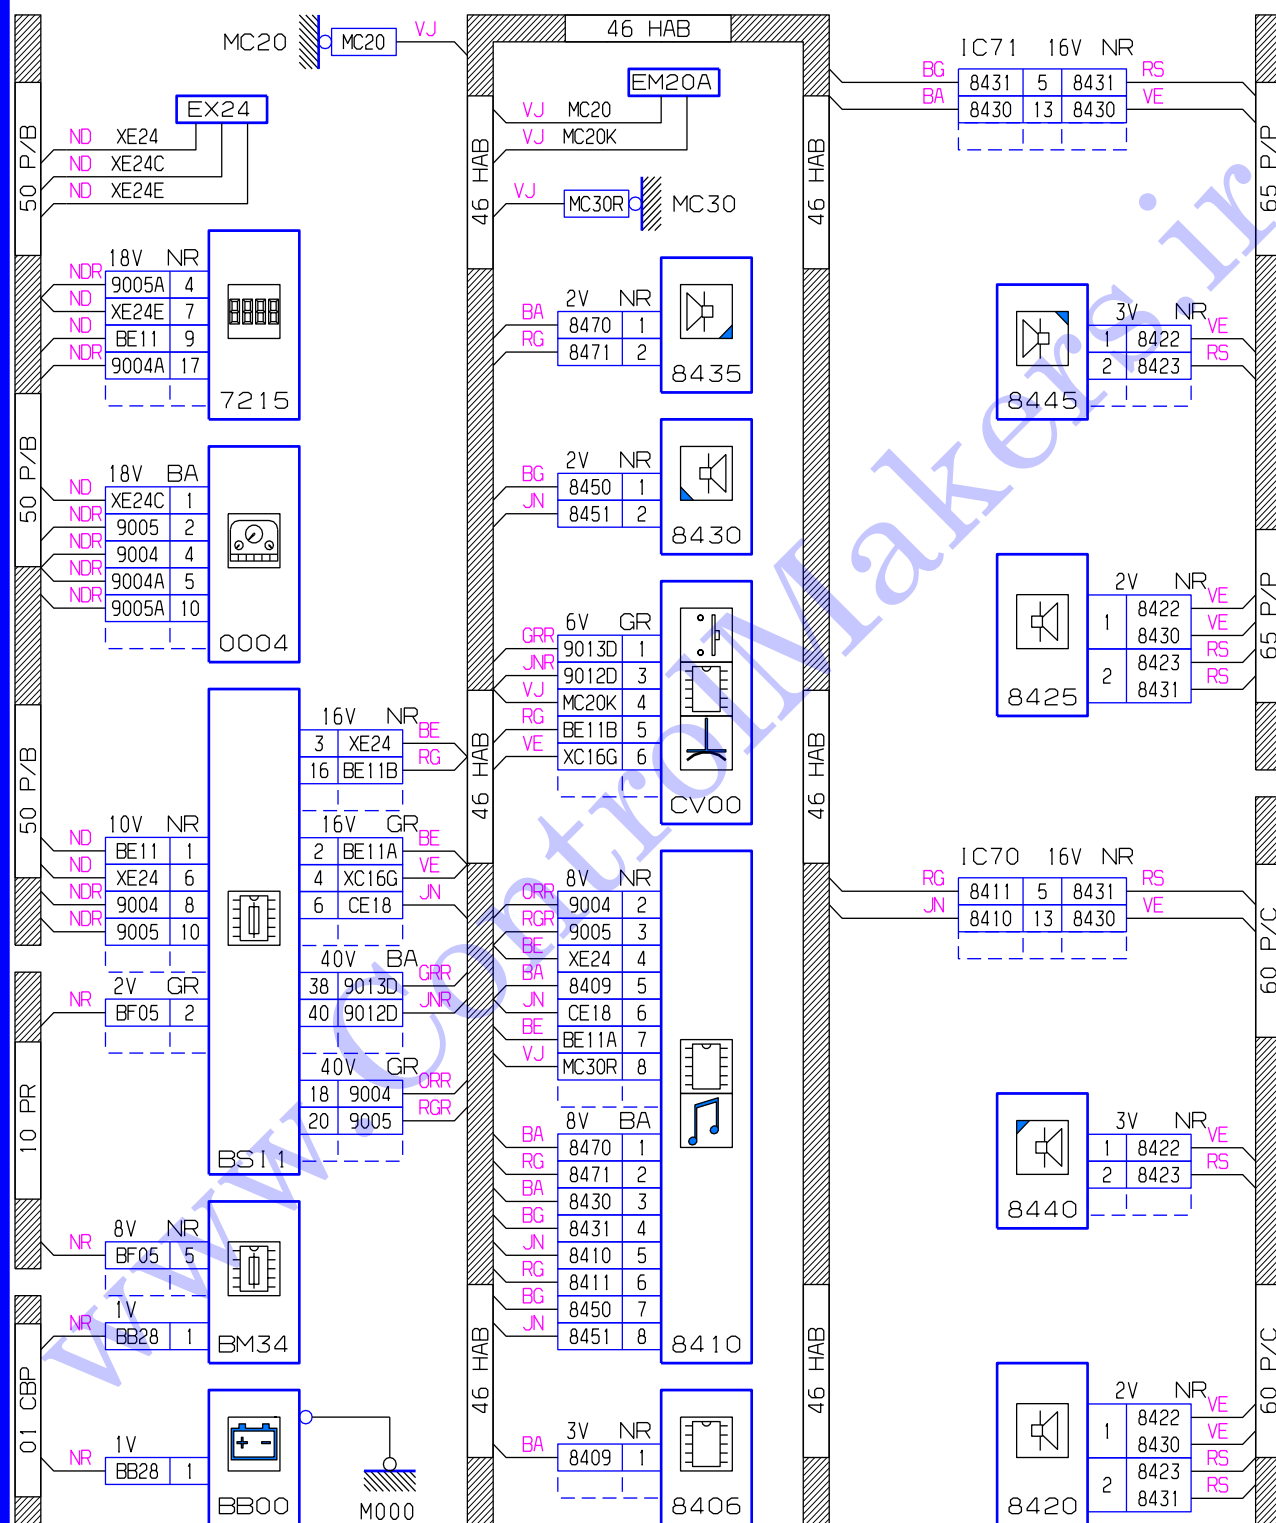 MC20 MC20 VJ
EX24
ND XE24
ND XE24C
ND XE24E
50 P/B
18V NR
NDR 9005A 4
ND XE24E 7
ND BE11 9
NDR 9004A 17
7215
50 P/B
18V BA
ND XE24C 1
NDR 9005 2
NDR 9004 4
NDR 9004A 5
NDR 9005A 10
0004
50 P/B
16V NR
3 XE24 BE
16 BE11B RG
10V NR
ND BE11 1
ND XE24 6
NDR 9004 8
NDR 9005 10
16V GR
2 BE11A BE
4 XC16G VE
6 CE18 JN
40V BA
38 9013D GRR
40 9012D JNR
2V GR
NR BF05 2
40V GR
18 9004 ORR
20 9005 RGR
BS11
10 PR
8V NR
NR BF05 5
1V
NR BB28 1
BM34
01 CBP
1V
NR BB28 1
BB00
M000
46 HAB
EM20A
VJ MC20
VJ MC20K
46 HAB
46 HAB
VJ MC30R MC30
2V NR
BA 8470 1
RG 8471 2
8435
2V NR
BG 8450 1
JN 8451 2
8430
6V GR
GRR 9013D 1
JNR 9012D 3
VJ MC20K 4
RG BE11B 5
VE XC16G 6
CV00
46 HAB
46 HAB
8V NR
ORR 9004 2
RGR 9005 3
BE XE24 4
BA 8409 5
JN CE18 6
BE BE11A 7
VJ MC30R 8
8V BA
BA 8470 1
RG 8471 2
BA 8430 3
BG 8431 4
JN 8410 5
RG 8411 6
BG 8450 7
JN 8451 8
8410
46 HAB
46 HAB
3V NR
BA 8409 1
8406
IC71 16V NR
BG 8431 5 8431 RS
BA 8430 13 8430 VE
65 P/P
3V NR
1 8422 VE
2 8423 RS
8445
2V NR
1 8422 VE
8430 VE
2 8423 RS
8431 RS
8425
65 P/P
IC70 16V NR
RG 8411 5 8431 RS
JN 8410 13 8430 VE
60 P/C
3V NR
1 8422 VE
2 8423 RS
8440
2V NR
1 8422 VE
8430 VE
2 8423 RS
8431 RS
8420
60 P/C
www.ControlMakers.ir